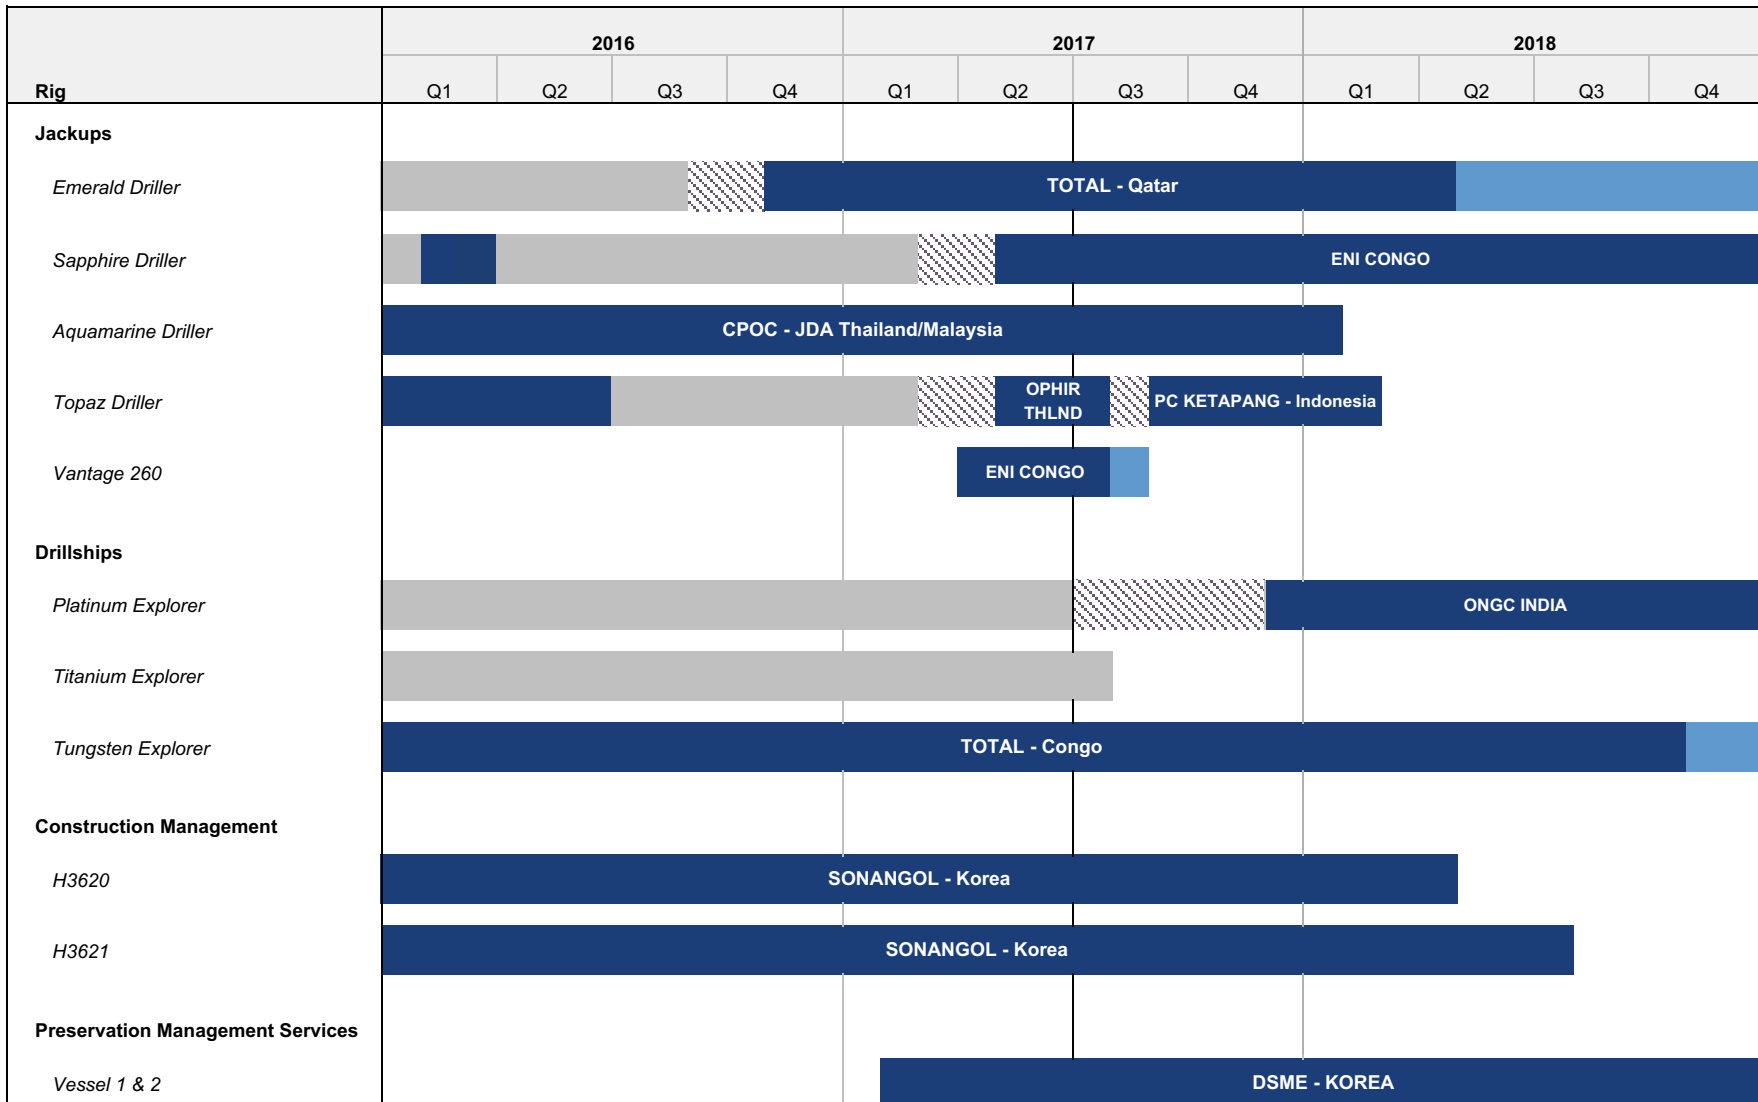 2016 2017 2018
Rig Q1 Q2 Q3 Q4 Q1 Q2 Q3 Q4 Q1 Q2 Q3 Q4
Jackups
Emerald Driller TOTAL - Qatar
Sapphire Driller ENI CONGO
Aquamarine Driller CPOC - JDA Thailand/Malaysia
Topaz Driller OPHIR THLND PC KETAPANG - Indonesia
Vantage 260 ENI CONGO
Drillships
Platinum Explorer ONGC INDIA
Titanium Explorer
Tungsten Explorer TOTAL - Congo
Construction Management
H3620 SONANGOL - Korea
H3621 SONANGOL - Korea
Preservation Management Services
Vessel 1 & 2 DSME - KOREA